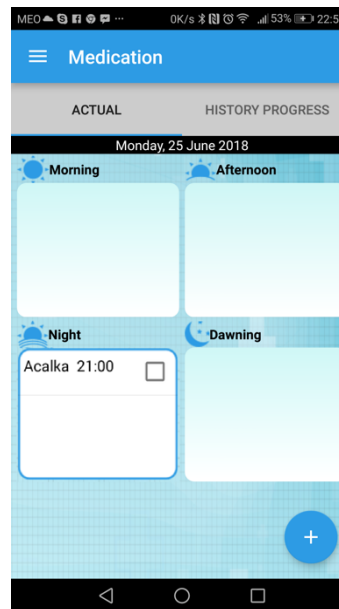 MEO 0K/s 53% 22:5
Medication
ACTUAL HISTORY PROGRESS
Monday, 25 June 2018
Morning Afternoon
Night Dawning
Acalka 21:00